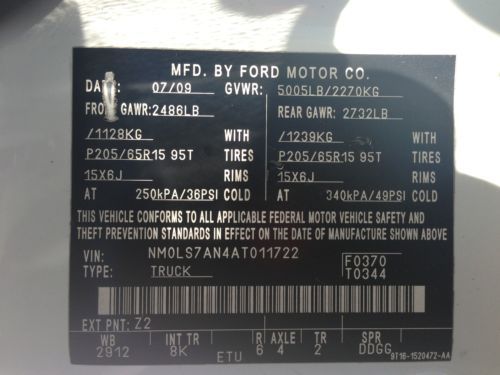 MFD. BY FORD MOTOR CO.
DATE: 07/09 GVWR: 5005LB/2270KG
FRONT GAWR: 2486LB REAR GAWR: 2732LB
/1128KG WITH /1239KG WITH
P205/65R15 95T TIRES P205/65R15 95T TIRES
15X6J RIMS 15X6J RIMS
AT 250kPA/36PSI COLD AT 340kPA/49PSI COLD
THIS VEHICLE CONFORMS TO ALL APPLICABLE FEDERAL MOTOR VEHICLE SAFETY AND
THEFT PREVENTION STANDARDS IN EFFECT ON THE DATE OF MANUFACTURE SHOWN ABOVE
VIN: NM0LS7AN4AT011722 F0370
TYPE: TRUCK T0344
EXT PNT: Z2
WB INT TR R AXLE TR SPR
2912 8K 6 4 2 DDGG
ETU 9T16-1520472-AA